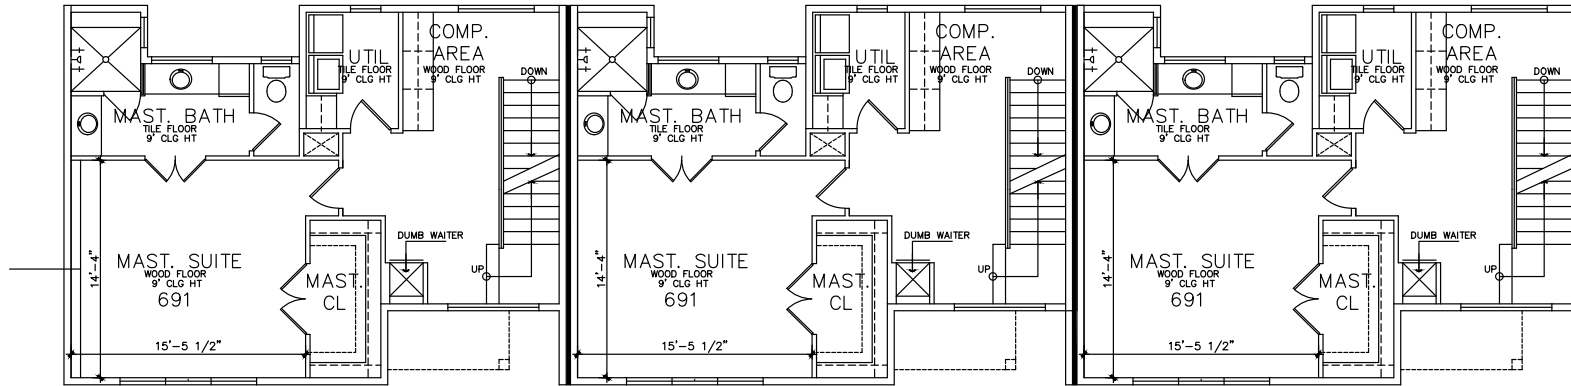 COMP.
AREA
WOOD FLOOR
9' CLG HT
UTIL
TILE FLOOR
9' CLG HT
DOWN
MAST. BATH
TILE FLOOR
9' CLG HT
DUMB WAITER
UP
14'-4"
MAST. SUITE
WOOD FLOOR
9' CLG HT
691
MAST.
CL
15'-5 1/2"
COMP.
AREA
WOOD FLOOR
9' CLG HT
UTIL
TILE FLOOR
9' CLG HT
DOWN
MAST. BATH
TILE FLOOR
9' CLG HT
DUMB WAITER
UP
14'-4"
MAST. SUITE
WOOD FLOOR
9' CLG HT
691
MAST.
CL
15'-5 1/2"
COMP.
AREA
WOOD FLOOR
9' CLG HT
UTIL
TILE FLOOR
9' CLG HT
DOWN
MAST. BATH
TILE FLOOR
9' CLG HT
DUMB WAITER
UP
14'-4"
MAST. SUITE
WOOD FLOOR
9' CLG HT
691
MAST.
CL
15'-5 1/2"